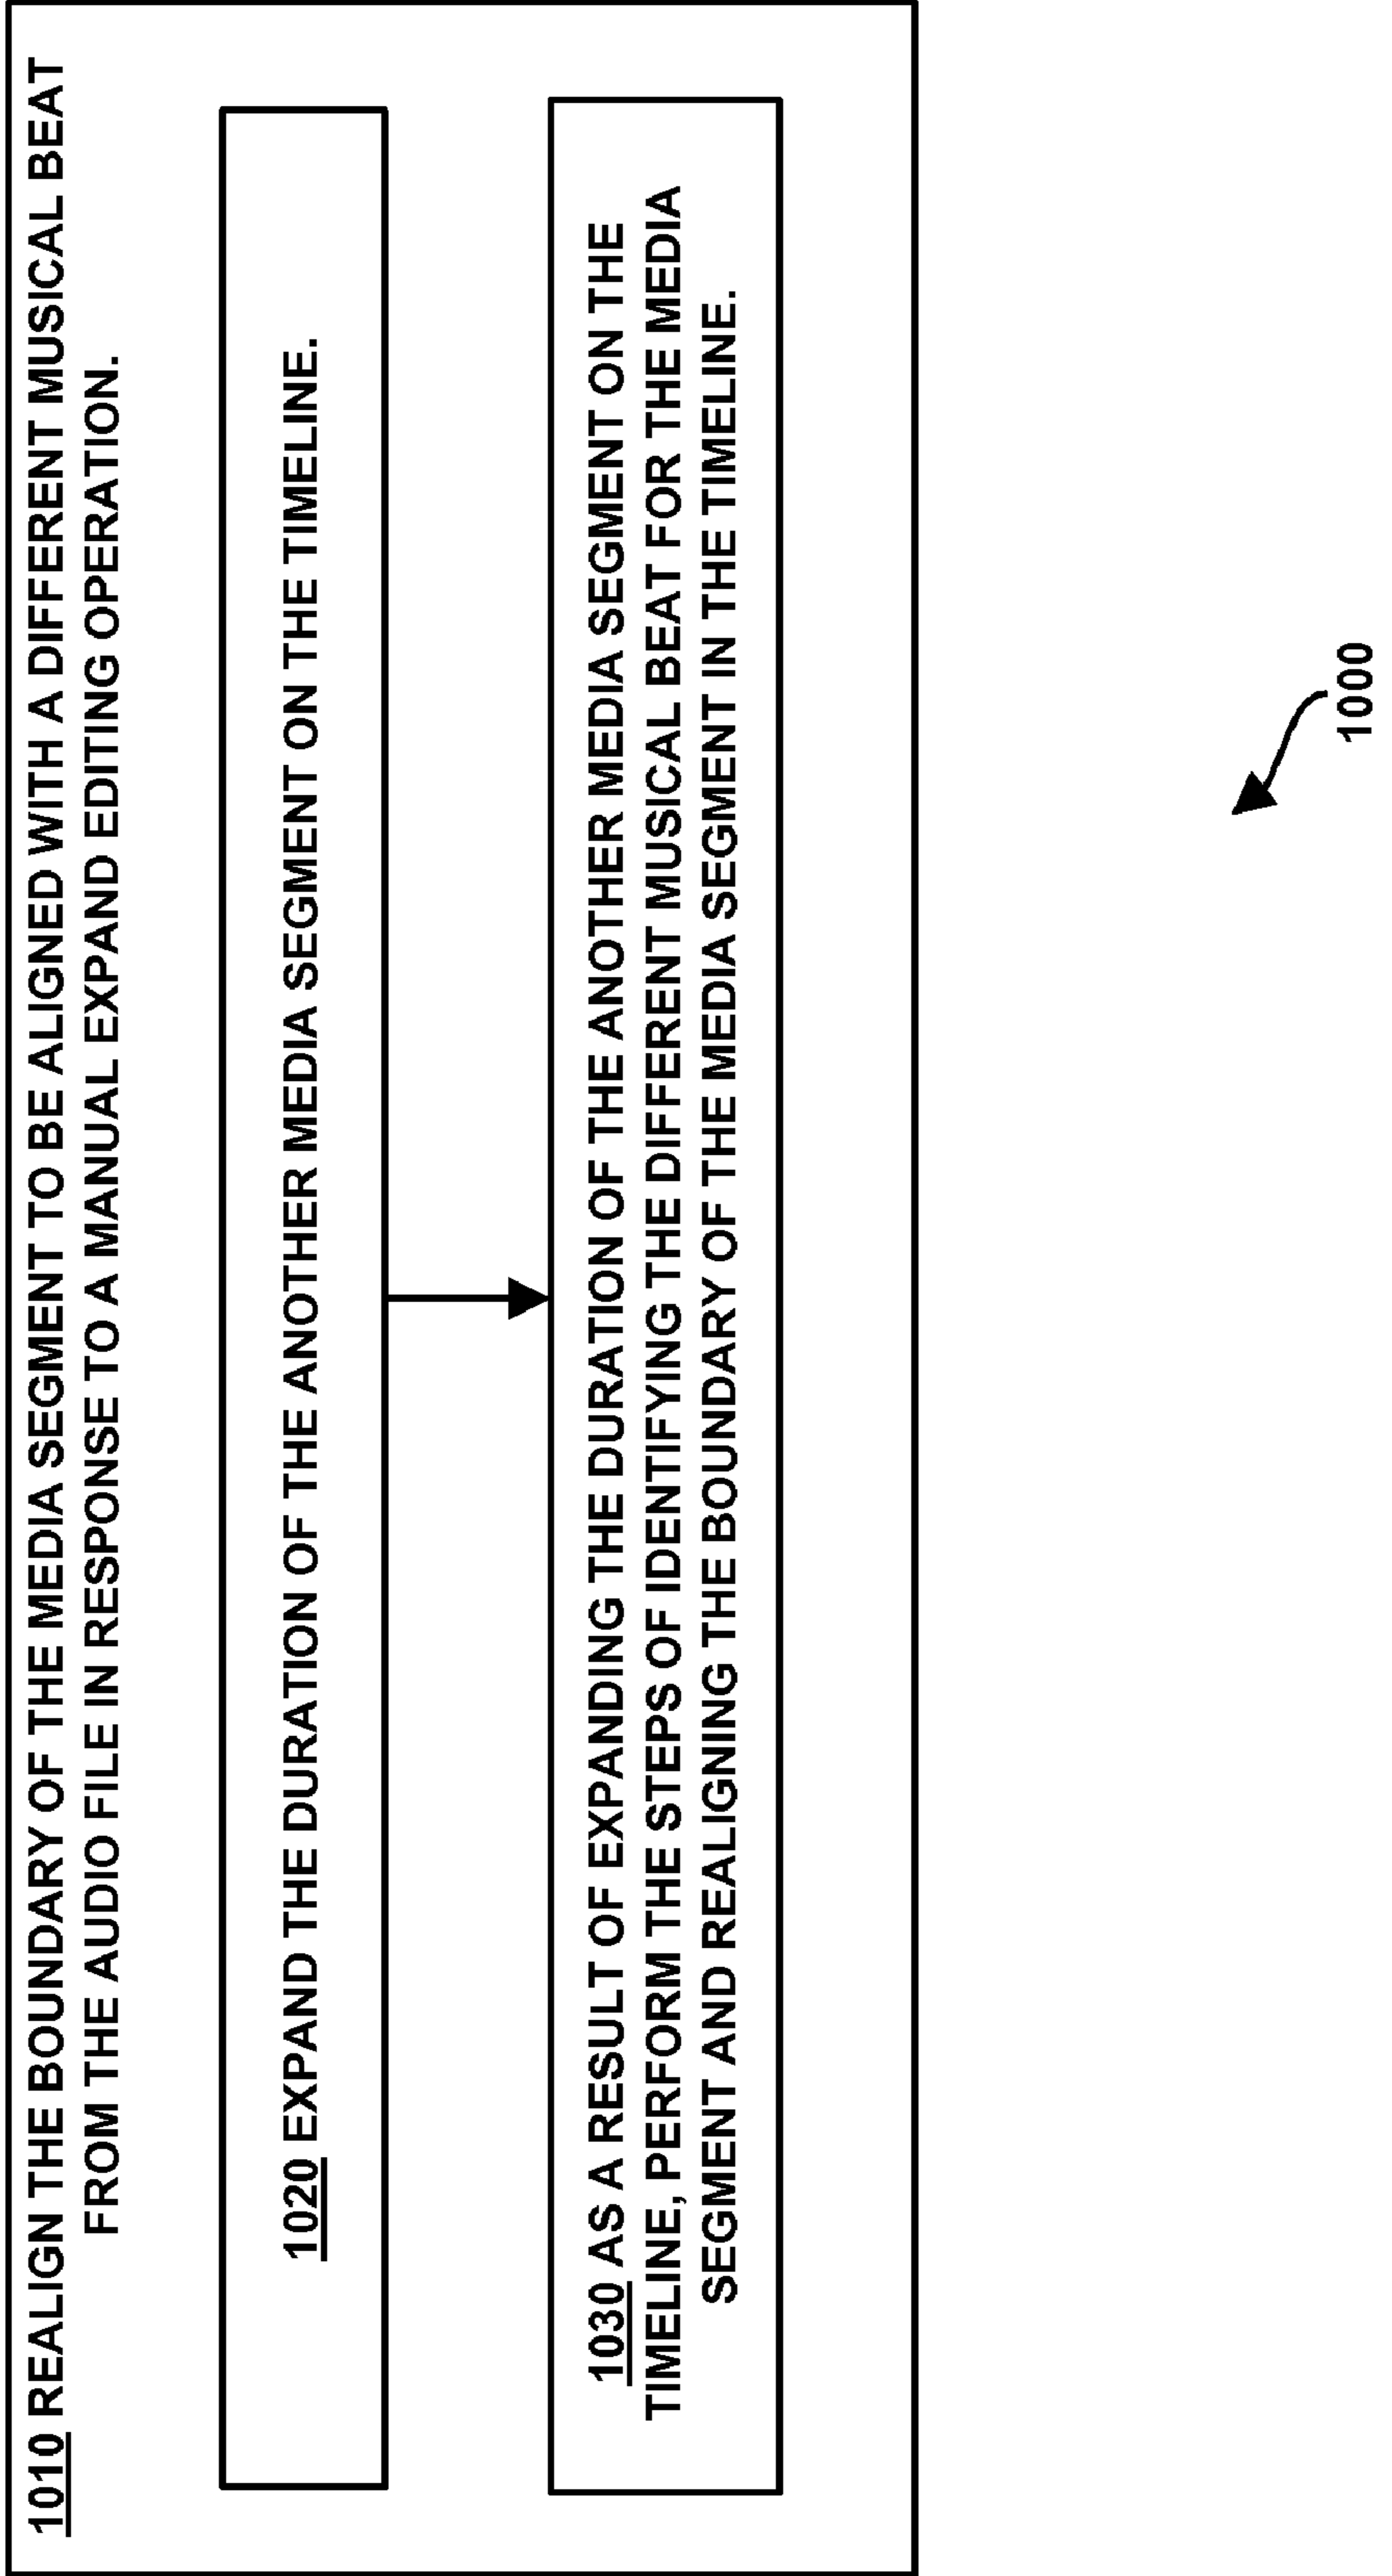 1010 REALIGN THE BOUNDARY OF THE MEDIA SEGMENT TO BE ALIGNED WITH A DIFFERENT MUSICAL BEAT
FROM THE AUDIO FILE IN RESPONSE TO A MANUAL EXPAND EDITING OPERATION.
1020 EXPAND THE DURATION OF THE ANOTHER MEDIA SEGMENT ON THE TIMELINE.
1030 AS A RESULT OF EXPANDING THE DURATION OF THE ANOTHER MEDIA SEGMENT ON THE
TIMELINE, PERFORM THE STEPS OF IDENTIFYING THE DIFFERENT MUSICAL BEAT FOR THE MEDIA
SEGMENT AND REALIGNING THE BOUNDARY OF THE MEDIA SEGMENT IN THE TIMELINE.
1000